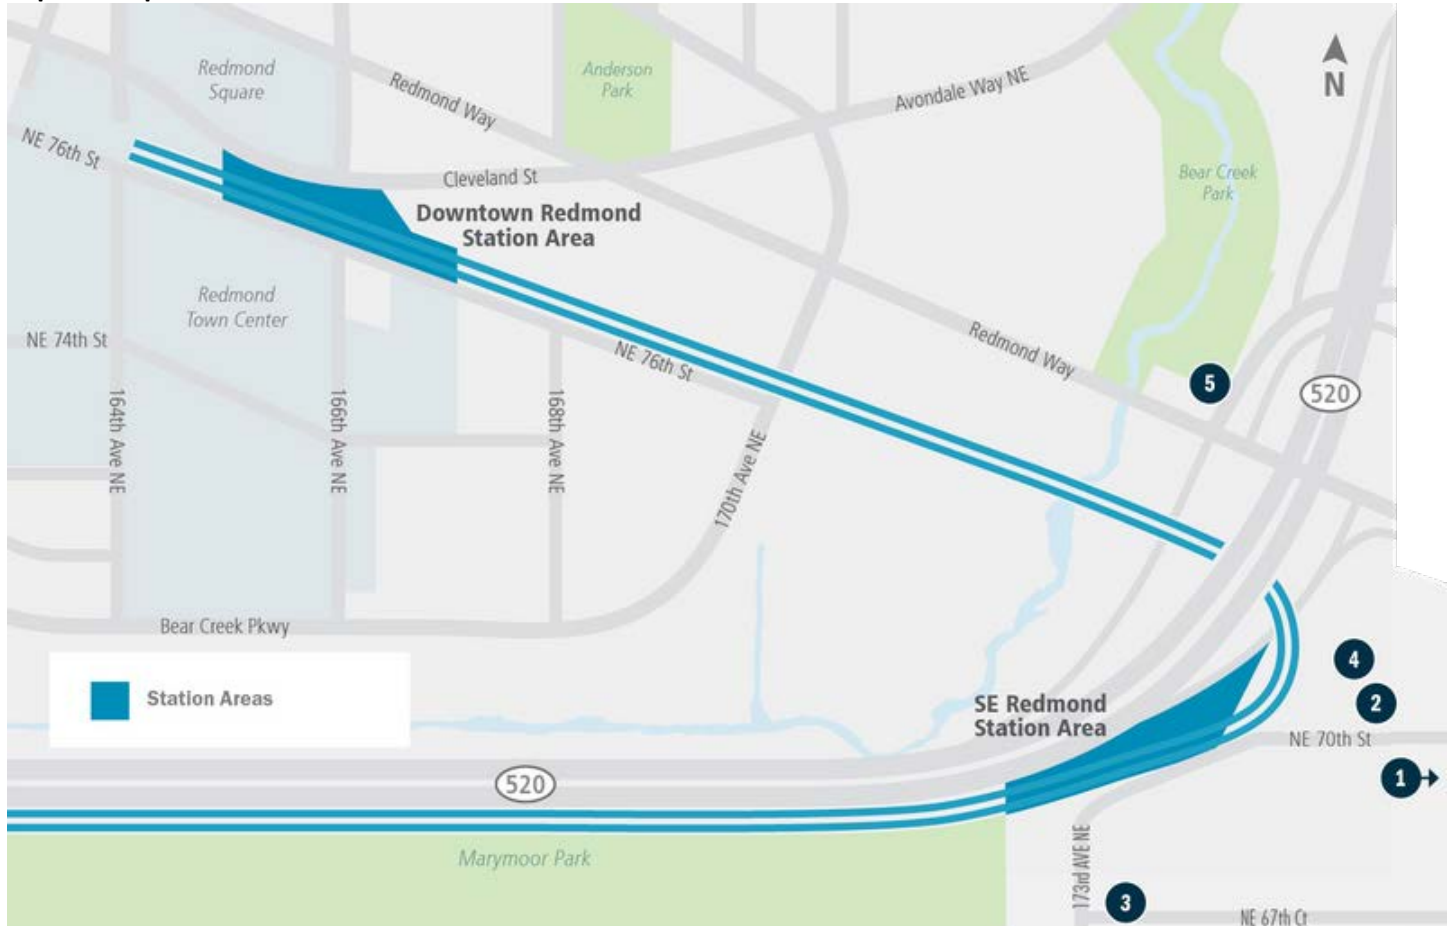 Redmond
Square
Anderson
Park
N
Redmond Way
Avondale Way NE
NE 76th St
Cleveland St
Bear Creek
Park
Downtown Redmond
Station Area
Redmond
Town Center
NE 74th St
NE 76th St
Redmond Way
5
520
164th Ave NE
166th Ave NE
168th Ave NE
170th Ave NE
Bear Creek Pkwy
Station Areas
4
2
SE Redmond
Station Area
NE 70th St
1
520
Marymoor Park
173rd AVE NE
3
NE 67th Ct